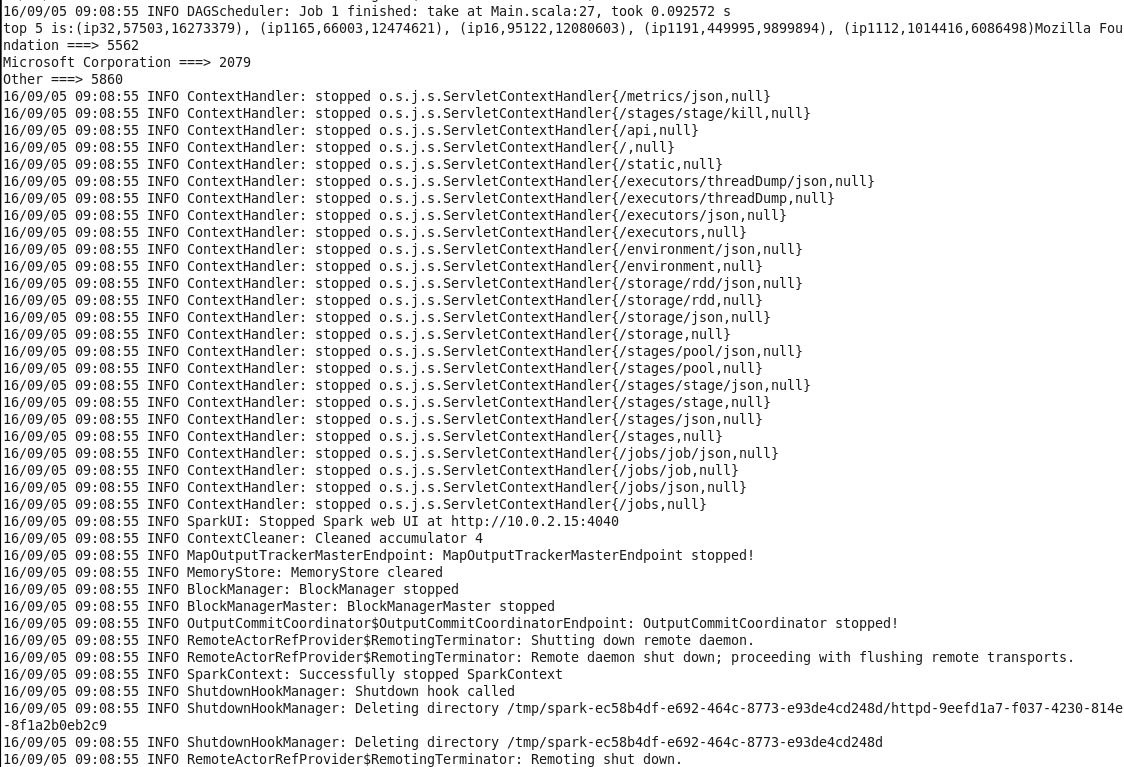 16/09/05 09:08:55 INFO DAGScheduler: Job 1 finished: take at Main.scala:27, took 0.092572 s
top 5 is:(ip32,57503,16273379), (ip1165,66003,12474621), (ip16,95122,12080603), (ip1191,449995,9899894), (ip1112,1014416,6086498)Mozilla Fou
ndation ===> 5562
Microsoft Corporation ===> 2079
Other ===> 5860
16/09/05 09:08:55 INFO ContextHandler: stopped o.s.j.s.ServletContextHandler{/metrics/json,null}
16/09/05 09:08:55 INFO ContextHandler: stopped o.s.j.s.ServletContextHandler{/stages/stage/kill,null}
16/09/05 09:08:55 INFO ContextHandler: stopped o.s.j.s.ServletContextHandler{/api,null}
16/09/05 09:08:55 INFO ContextHandler: stopped o.s.j.s.ServletContextHandler{/,null}
16/09/05 09:08:55 INFO ContextHandler: stopped o.s.j.s.ServletContextHandler{/static,null}
16/09/05 09:08:55 INFO ContextHandler: stopped o.s.j.s.ServletContextHandler{/executors/threadDump/json,null}
16/09/05 09:08:55 INFO ContextHandler: stopped o.s.j.s.ServletContextHandler{/executors/threadDump,null}
16/09/05 09:08:55 INFO ContextHandler: stopped o.s.j.s.ServletContextHandler{/executors/json,null}
16/09/05 09:08:55 INFO ContextHandler: stopped o.s.j.s.ServletContextHandler{/executors,null}
16/09/05 09:08:55 INFO ContextHandler: stopped o.s.j.s.ServletContextHandler{/environment/json,null}
16/09/05 09:08:55 INFO ContextHandler: stopped o.s.j.s.ServletContextHandler{/environment,null}
16/09/05 09:08:55 INFO ContextHandler: stopped o.s.j.s.ServletContextHandler{/storage/rdd/json,null}
16/09/05 09:08:55 INFO ContextHandler: stopped o.s.j.s.ServletContextHandler{/storage/rdd,null}
16/09/05 09:08:55 INFO ContextHandler: stopped o.s.j.s.ServletContextHandler{/storage/json,null}
16/09/05 09:08:55 INFO ContextHandler: stopped o.s.j.s.ServletContextHandler{/storage,null}
16/09/05 09:08:55 INFO ContextHandler: stopped o.s.j.s.ServletContextHandler{/stages/pool/json,null}
16/09/05 09:08:55 INFO ContextHandler: stopped o.s.j.s.ServletContextHandler{/stages/pool,null}
16/09/05 09:08:55 INFO ContextHandler: stopped o.s.j.s.ServletContextHandler{/stages/stage/json,null}
16/09/05 09:08:55 INFO ContextHandler: stopped o.s.j.s.ServletContextHandler{/stages/stage,null}
16/09/05 09:08:55 INFO ContextHandler: stopped o.s.j.s.ServletContextHandler{/stages/json,null}
16/09/05 09:08:55 INFO ContextHandler: stopped o.s.j.s.ServletContextHandler{/stages,null}
16/09/05 09:08:55 INFO ContextHandler: stopped o.s.j.s.ServletContextHandler{/jobs/job/json,null}
16/09/05 09:08:55 INFO ContextHandler: stopped o.s.j.s.ServletContextHandler{/jobs/job,null}
16/09/05 09:08:55 INFO ContextHandler: stopped o.s.j.s.ServletContextHandler{/jobs/json,null}
16/09/05 09:08:55 INFO ContextHandler: stopped o.s.j.s.ServletContextHandler{/jobs,null}
16/09/05 09:08:55 INFO SparkUI: Stopped Spark web UI at http://10.0.2.15:4040
16/09/05 09:08:55 INFO ContextCleaner: Cleaned accumulator 4
16/09/05 09:08:55 INFO MapOutputTrackerMasterEndpoint: MapOutputTrackerMasterEndpoint stopped!
16/09/05 09:08:55 INFO MemoryStore: MemoryStore cleared
16/09/05 09:08:55 INFO BlockManager: BlockManager stopped
16/09/05 09:08:55 INFO BlockManagerMaster: BlockManagerMaster stopped
16/09/05 09:08:55 INFO OutputCommitCoordinator$OutputCommitCoordinatorEndpoint: OutputCommitCoordinator stopped!
16/09/05 09:08:55 INFO RemoteActorRefProvider$RemotingTerminator: Shutting down remote daemon.
16/09/05 09:08:55 INFO RemoteActorRefProvider$RemotingTerminator: Remote daemon shut down; proceeding with flushing remote transports.
16/09/05 09:08:55 INFO SparkContext: Successfully stopped SparkContext
16/09/05 09:08:55 INFO ShutdownHookManager: Shutdown hook called
16/09/05 09:08:55 INFO ShutdownHookManager: Deleting directory /tmp/spark-ec58b4df-e692-464c-8773-e93de4cd248d/httpd-9eefd1a7-f037-4230-814e
-8f1a2b0eb2c9
16/09/05 09:08:55 INFO ShutdownHookManager: Deleting directory /tmp/spark-ec58b4df-e692-464c-8773-e93de4cd248d
16/09/05 09:08:55 INFO RemoteActorRefProvider$RemotingTerminator: Remoting shut down.